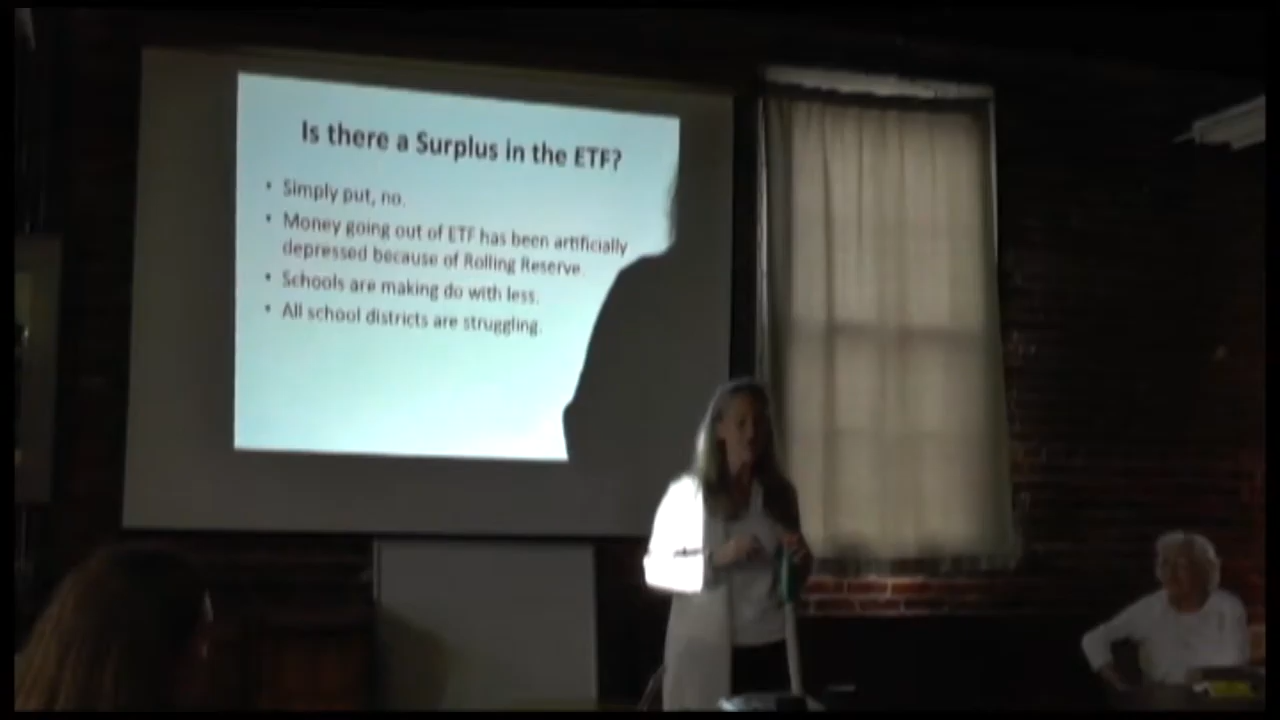 Is there a Surplus in the ETF?
• Simply put, no.
• Money going out of ETF has been artificially
depressed because of Rolling Reserve.
• Schools are making do with less.
• All school districts are struggling.